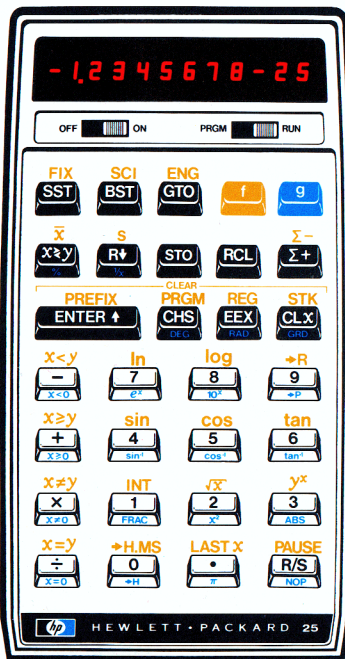 -1.2345678-25
OFF ON PRGM RUN
FIX SCI ENG
SST BST GTO f g
x̄ s Σ−
x≷y R↓ STO RCL Σ+
% 1/x
CLEAR
PREFIX PRGM REG STK
ENTER ↑ CHS EEX CLx
DEG RAD GRD
x<y ln log →R
− 7 8 9
x<0 eˣ 10ˣ →P
x≥y sin cos tan
+ 4 5 6
x≥0 sin⁻¹ cos⁻¹ tan⁻¹
x≠y INT √x yˣ
× 1 2 3
x≠0 FRAC x² ABS
x=y →H.MS LAST x PAUSE
÷ 0 • R/S
x=0 →H π NOP
hp HEWLETT·PACKARD 25